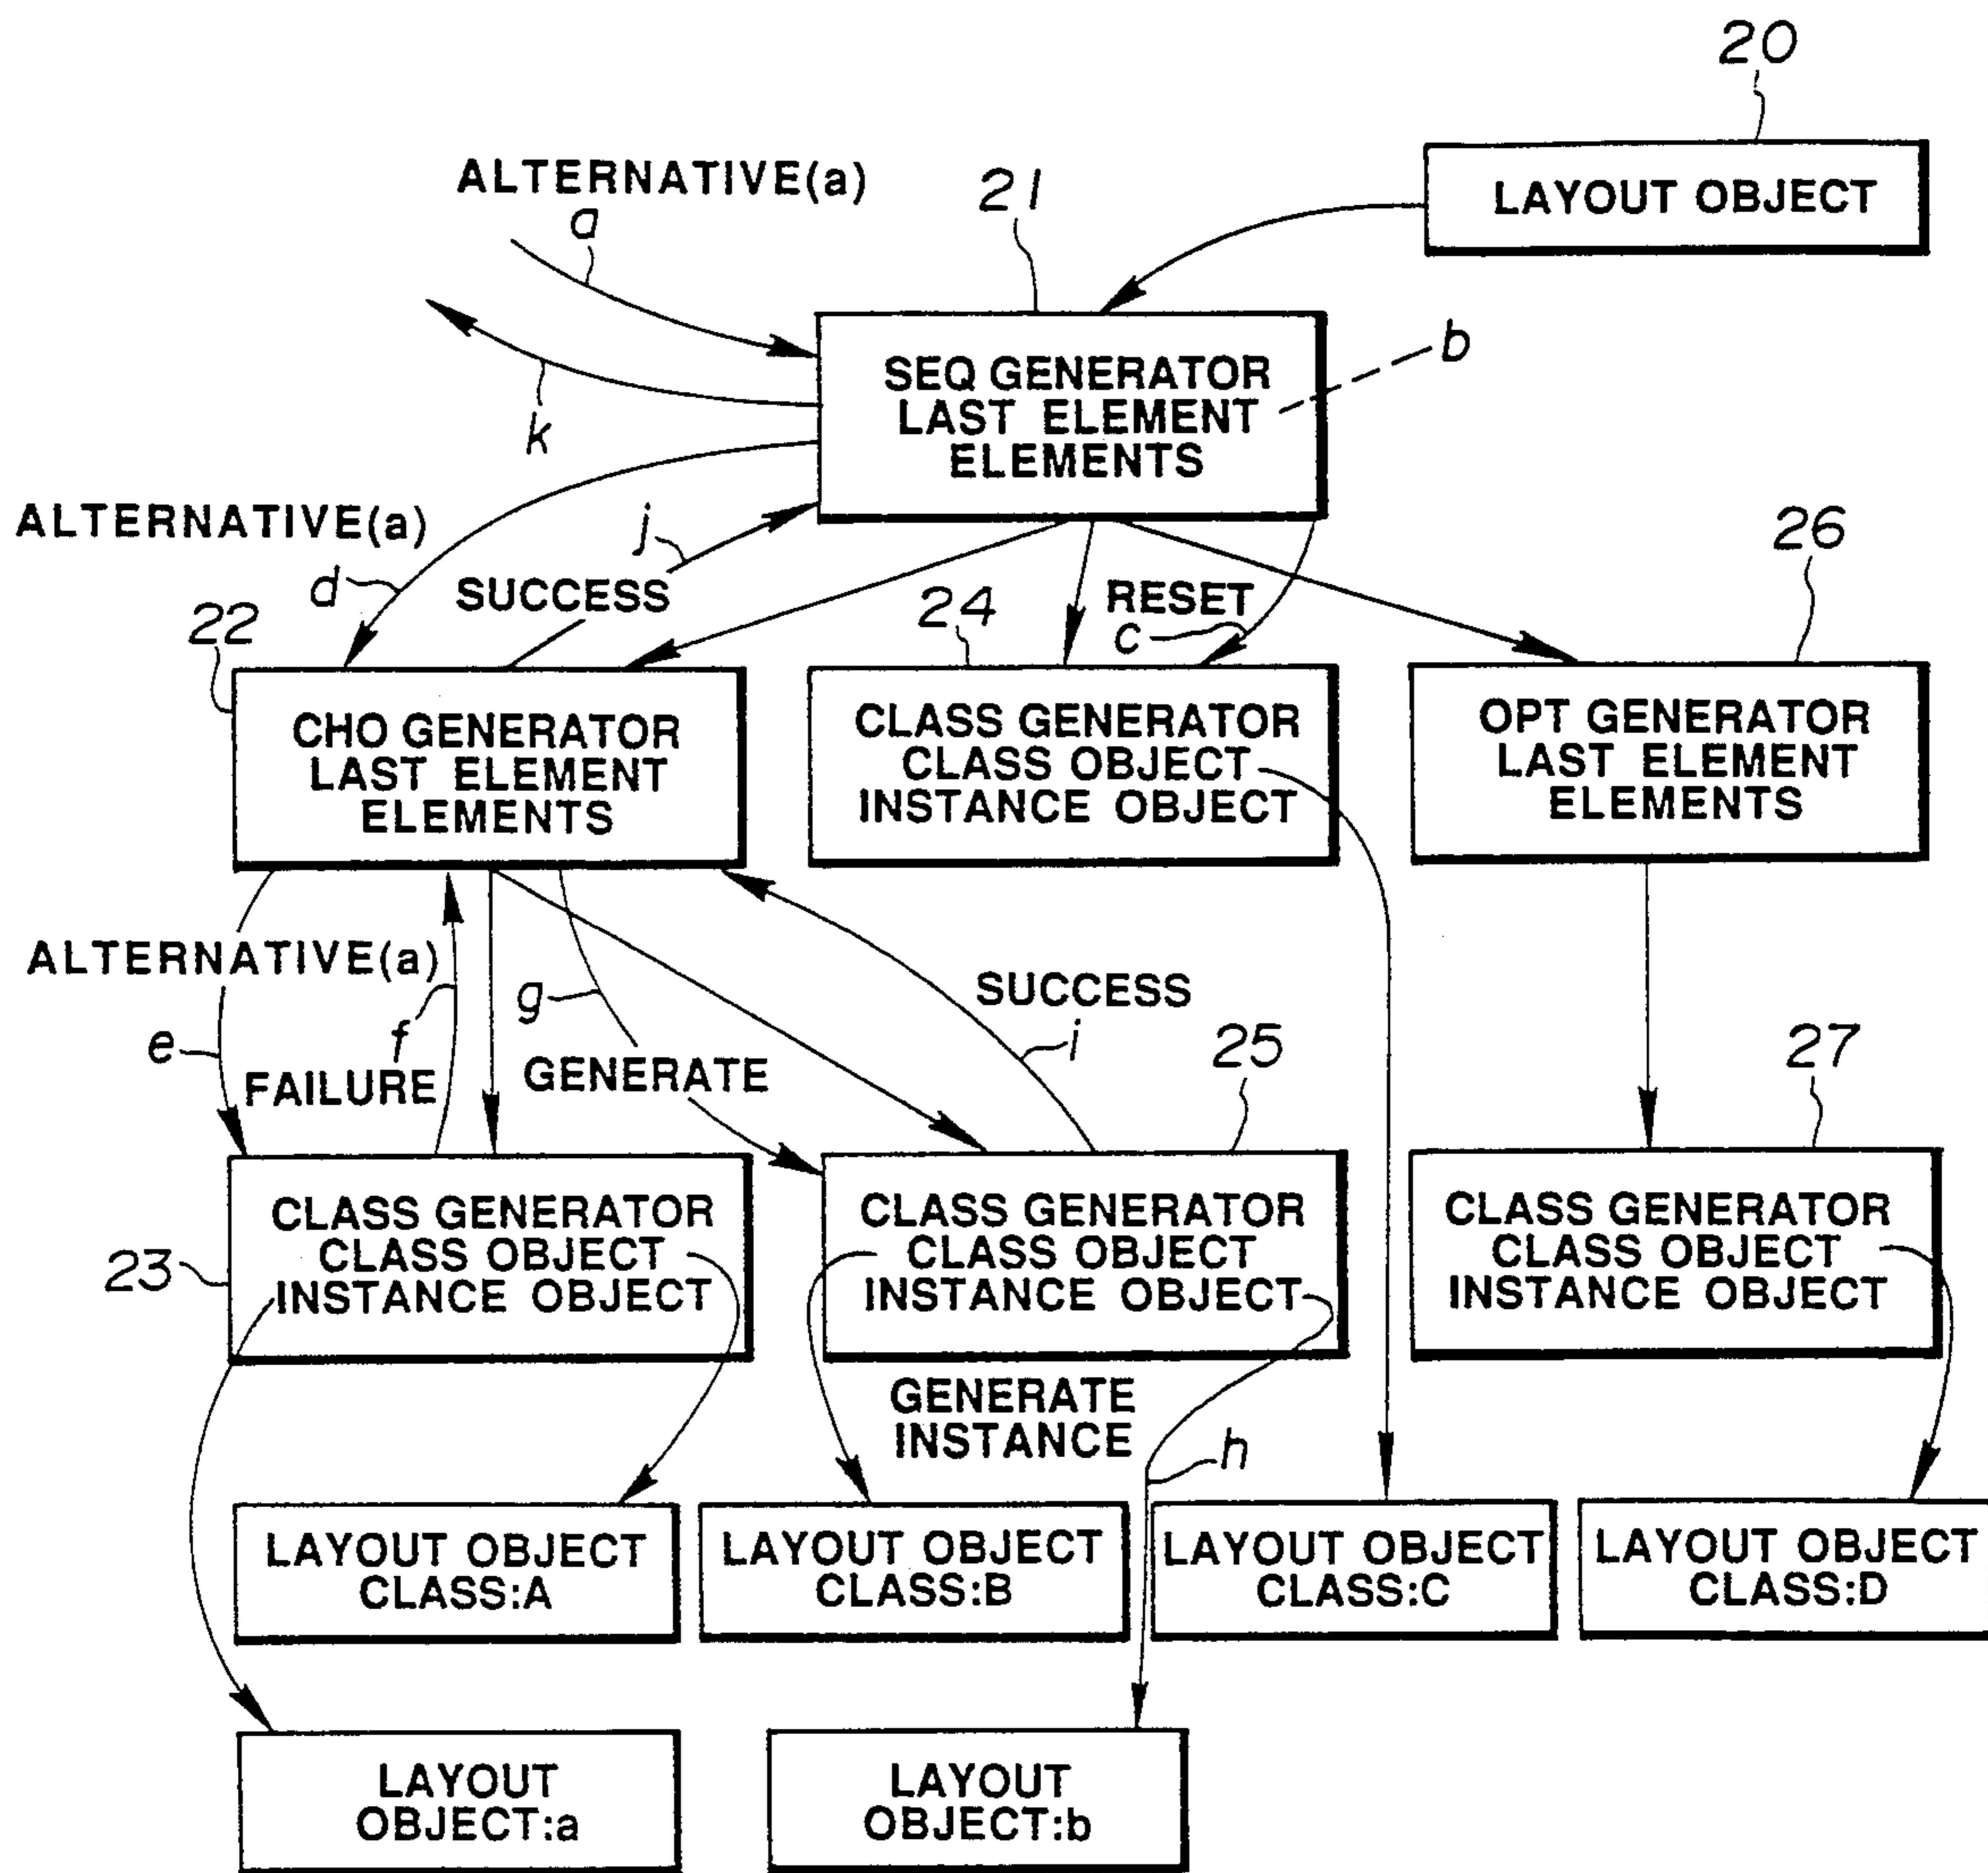 20
ALTERNATIVE(a)
a
21
LAYOUT OBJECT
b
SEQ GENERATOR
LAST ELEMENT
ELEMENTS
k
ALTERNATIVE(a)
j
26
d
SUCCESS
24
RESET
c
22
CHO GENERATOR
LAST ELEMENT
ELEMENTS
CLASS GENERATOR
CLASS OBJECT
INSTANCE OBJECT
OPT GENERATOR
LAST ELEMENT
ELEMENTS
ALTERNATIVE(a)
g
SUCCESS
e
f
i
25
27
FAILURE
GENERATE
23
CLASS GENERATOR
CLASS OBJECT
INSTANCE OBJECT
CLASS GENERATOR
CLASS OBJECT
INSTANCE OBJECT
CLASS GENERATOR
CLASS OBJECT
INSTANCE OBJECT
GENERATE
INSTANCE
h
LAYOUT OBJECT
CLASS:A
LAYOUT OBJECT
CLASS:B
LAYOUT OBJECT
CLASS:C
LAYOUT OBJECT
CLASS:D
LAYOUT
OBJECT:a
LAYOUT
OBJECT:b